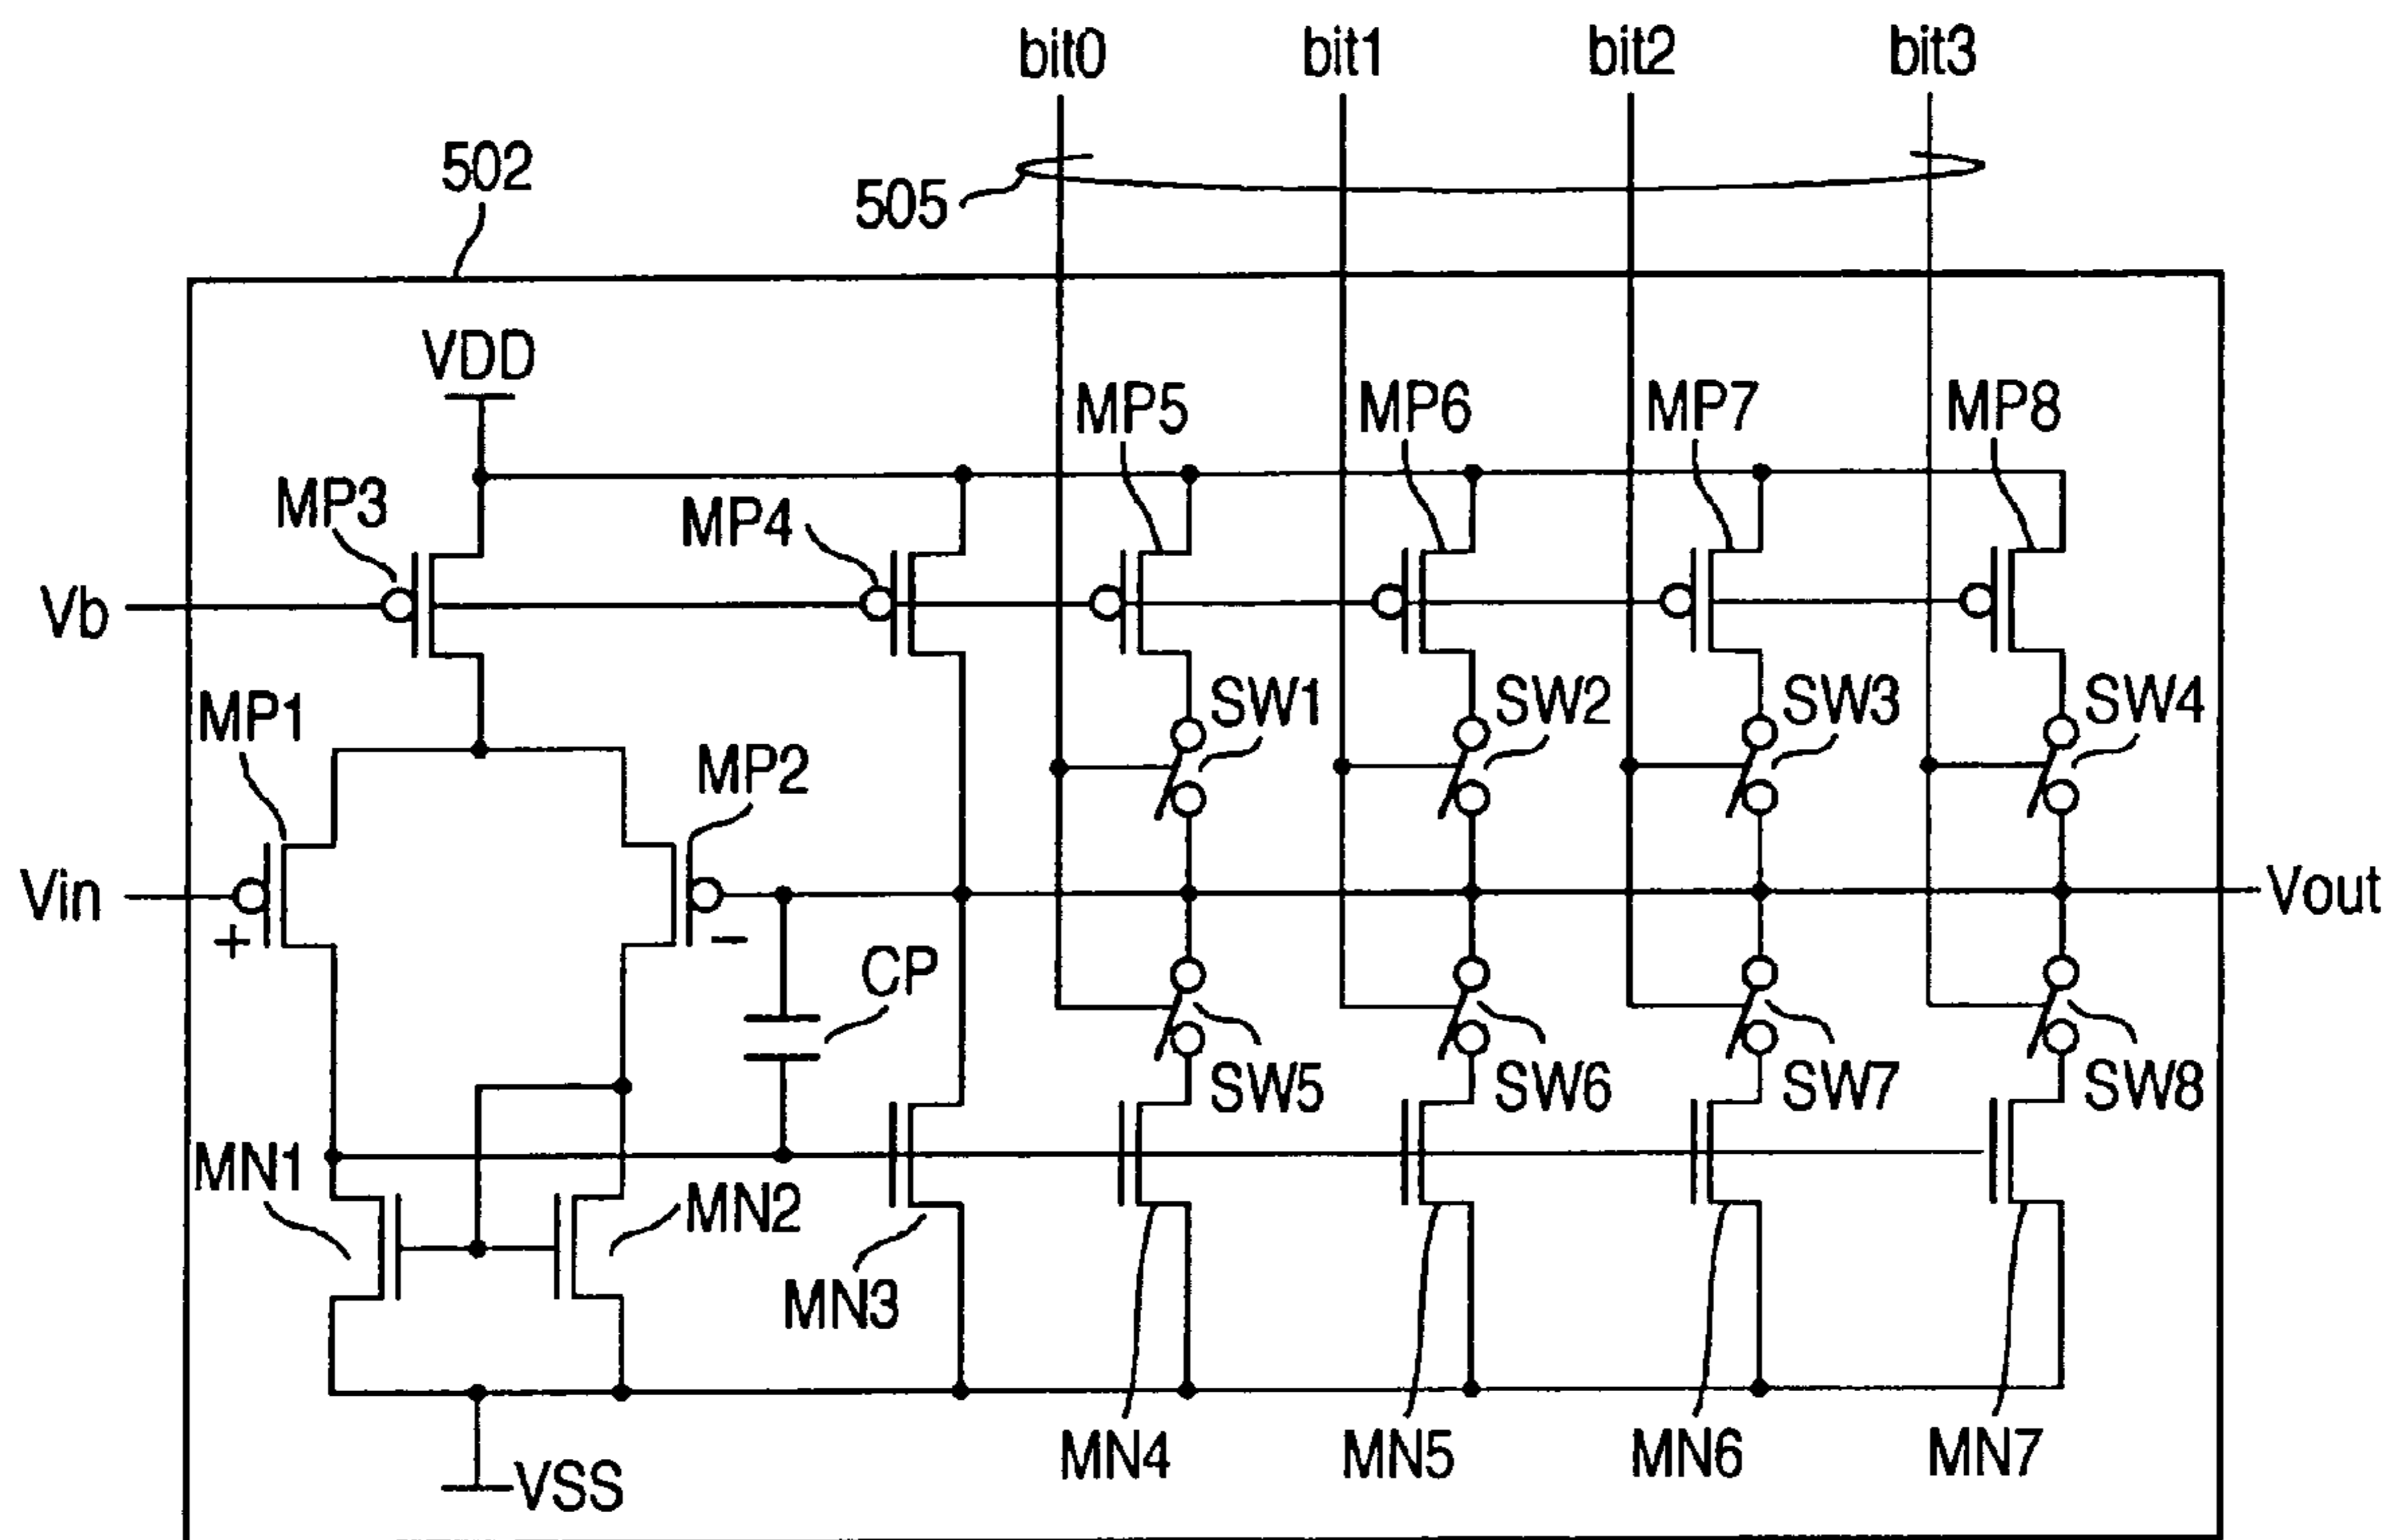 bit0 bit1 bit2 bit3
502
505
VDD
MP5 MP6 MP7 MP8
MP3
MP4
Vb
MP1
SW1 SW2 SW3 SW4
MP2
Vin
+
−
Vout
CP
SW5 SW6 SW7 SW8
MN1
MN2
MN3
MN4 MN5 MN6 MN7
VSS